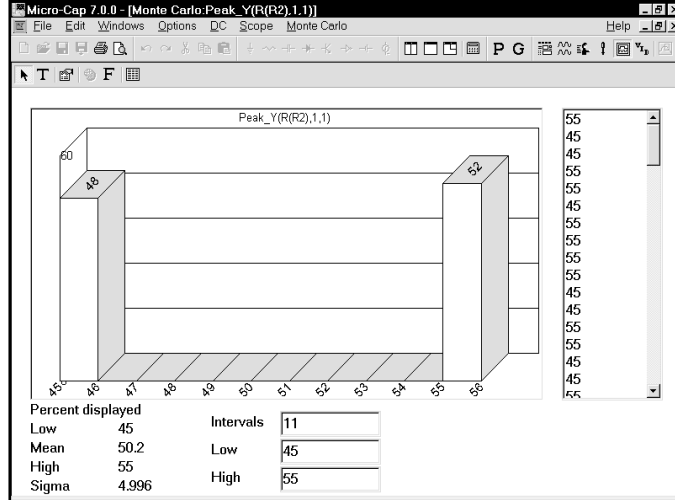 Micro-Cap 7.0.0 - [Monte Carlo:Peak_Y(R(R2),1,1)]
File Edit Windows Options DC Scope Monte Carlo Help
P G
T F
Peak_Y(R(R2),1,1)
60
48
52
45 46 47 48 49 50 51 52 53 54 55 56
55
45
45
55
55
45
55
55
55
55
45
45
55
55
45
45
55
Percent displayed
Low 45
Mean 50.2
High 55
Sigma 4.996
Intervals 11
Low 45
High 55